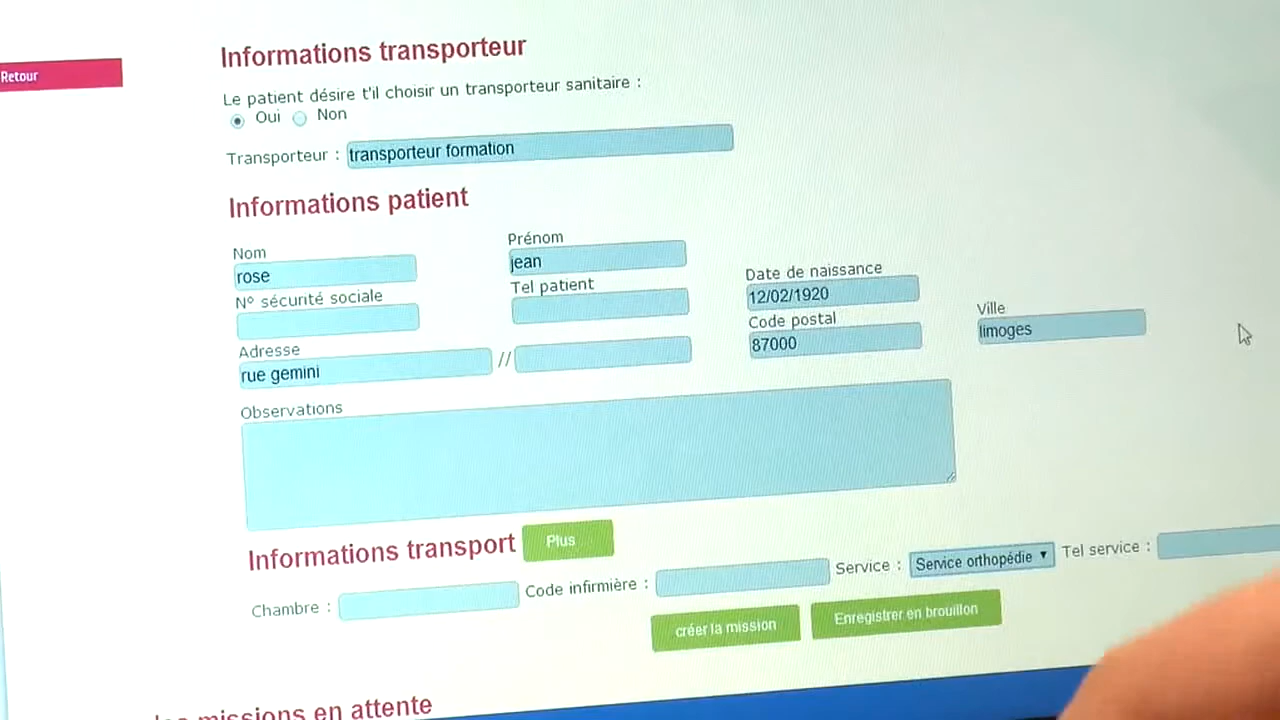 Retour
Informations transporteur
Le patient désire t'il choisir un transporteur sanitaire :
Oui Non
Transporteur : transporteur formation
Informations patient
Nom Prénom
rose jean
Date de naissance
12/02/1920
N° sécurité sociale Tel patient
Code postal Ville
87000 limoges
Adresse
rue gemini //
Observations
Informations transport Plus
Chambre : Code infirmière : Service : Service orthopédie Tel service :
créer la mission Enregistrer en brouillon
missions en attente